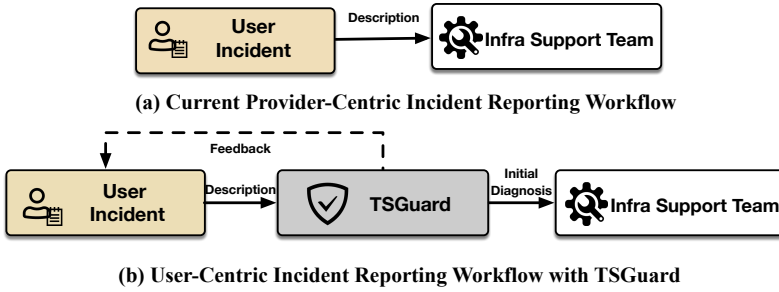 User
Incident
Description
Infra Support Team
(a) Current Provider-Centric Incident Reporting Workflow
Feedback
User
Incident
Description
TSGuard
Initial
Diagnosis
Infra Support Team
(b) User-Centric Incident Reporting Workflow with TSGuard